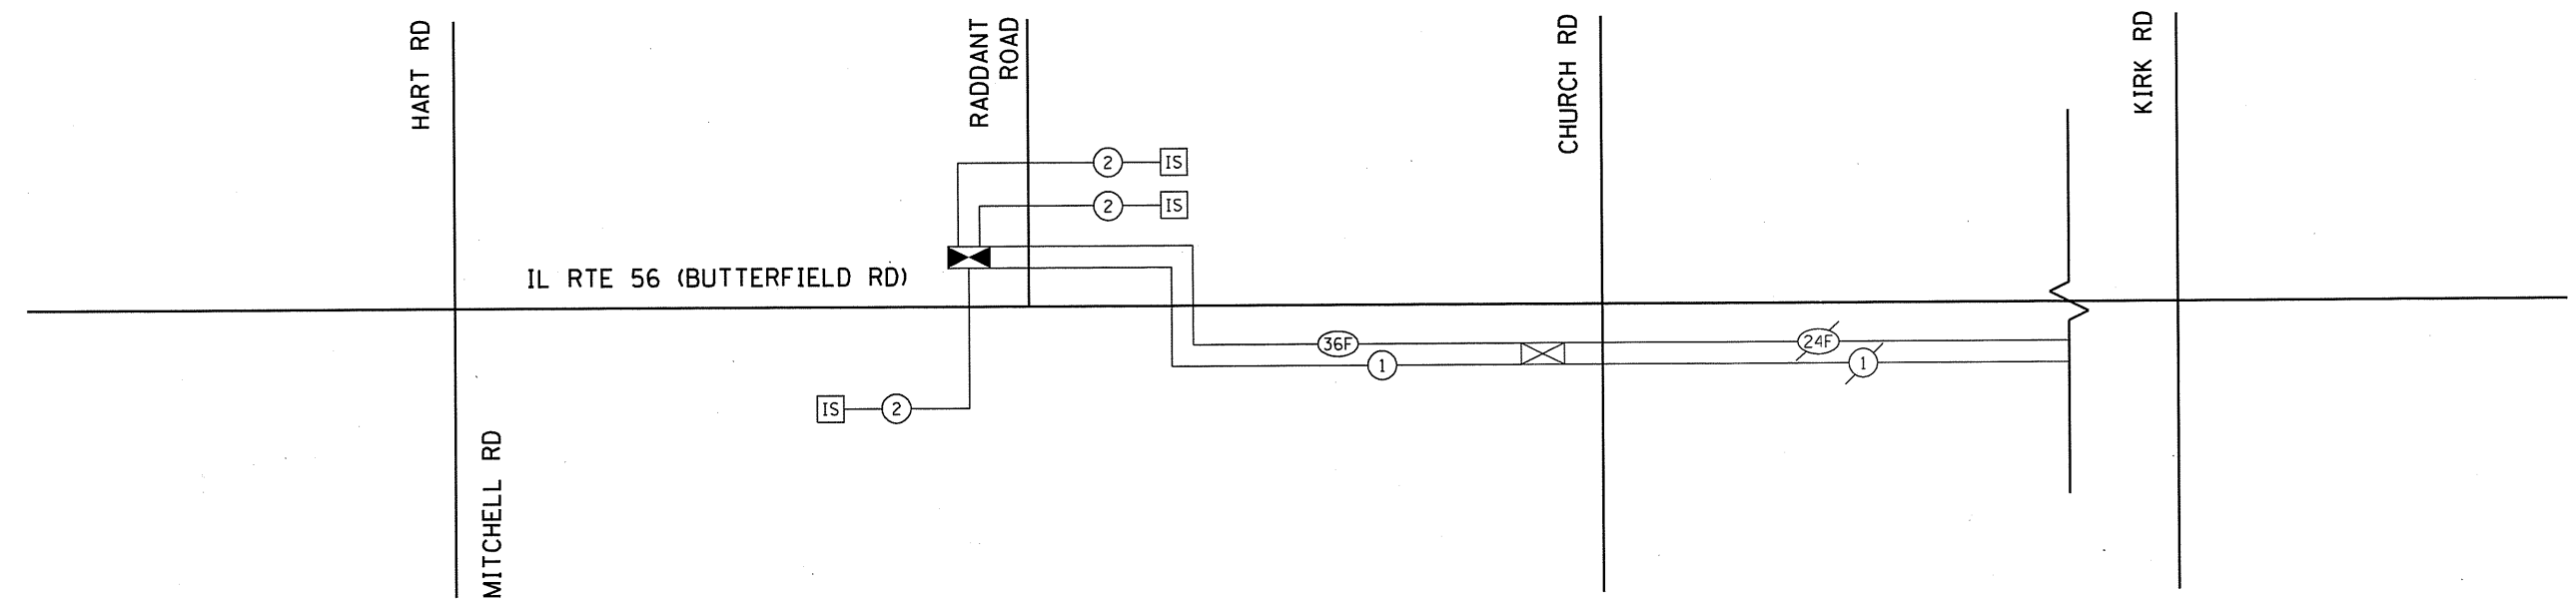 HART RD
RADDANT
ROAD
CHURCH RD
KIRK RD
2
IS
2
IS
IL RTE 56 (BUTTERFIELD RD)
36F
24F
1
1
IS
2
MITCHELL RD